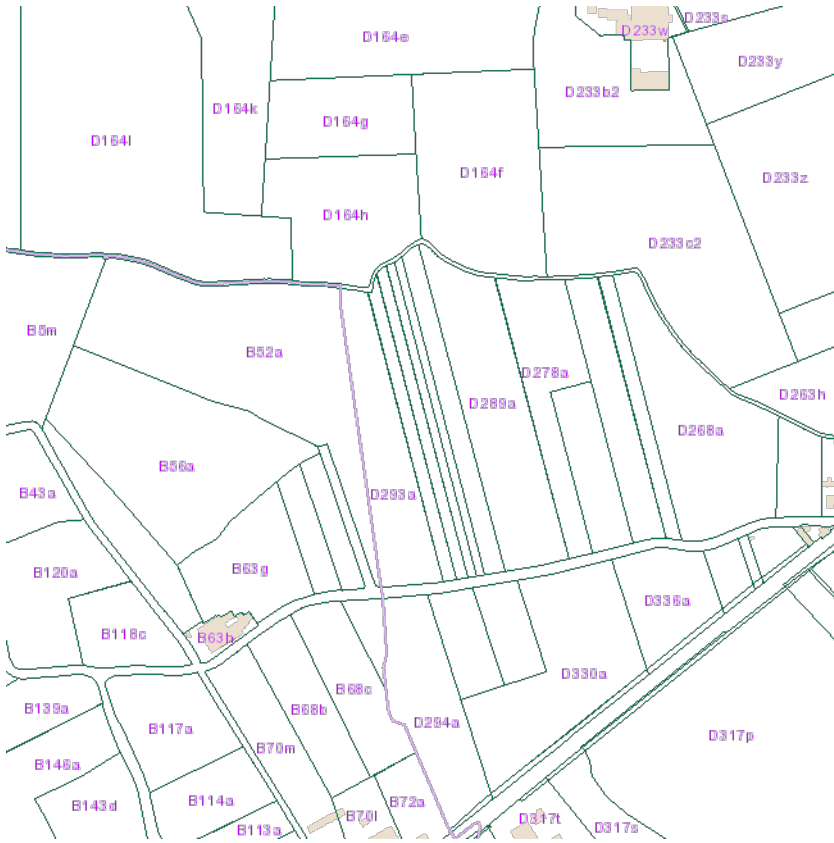 D233s
D233w
D164e
D233y
D233b2
D164k
D164g
D164l
D164f
D233z
D164h
D233c2
B5m
B52a
D278a
D263h
D289a
D268a
B56a
B43a
D293a
B63g
B120a
D336a
B118c
B63h
D330a
B68c
B139a
B68b
D294a
B117a
D317p
B70m
B146a
B114a
B72a
B143d
B70l
D317t
D317s
B113a